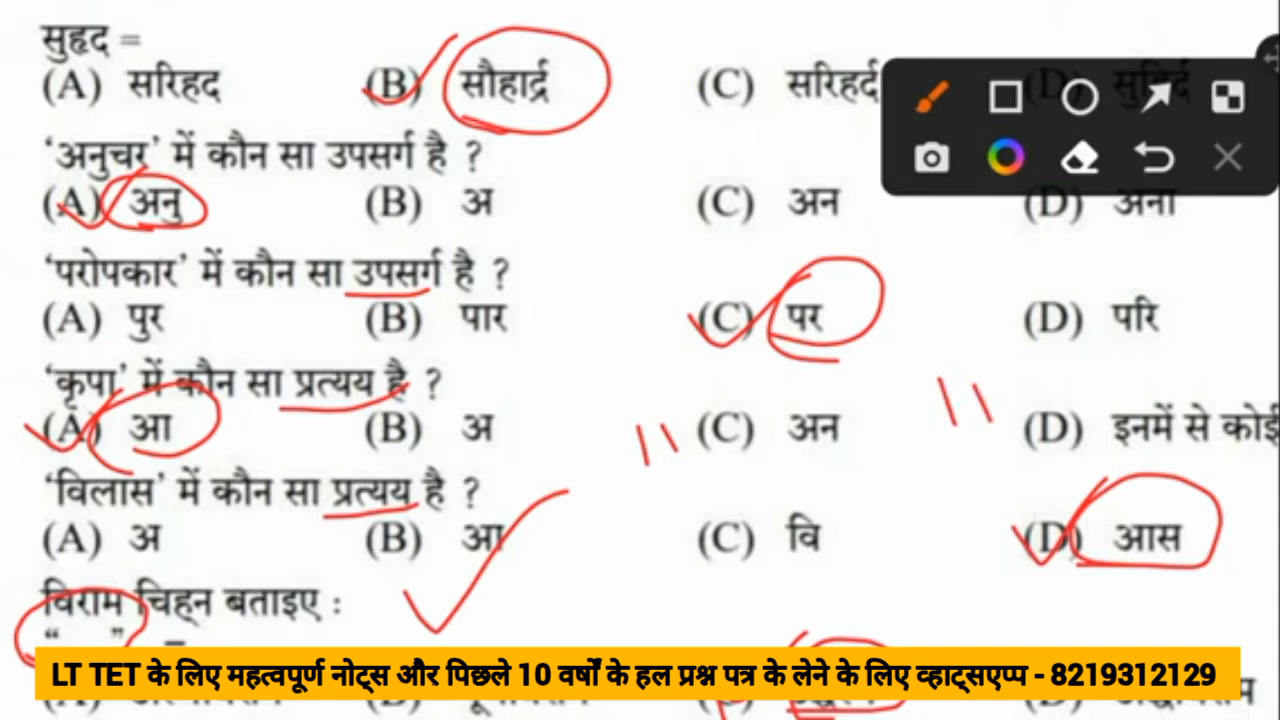 सुहृद =
(A) सरिहद (B) सौहार्द्र (C) सरिहर्द (D)
‘अनुचर’ में कौन सा उपसर्ग है ?
(A) अनु (B) अ (C) अन (D) अना
‘परोपकार’ में कौन सा उपसर्ग है ?
(A) पुर (B) पार (C) पर (D) परि
‘कृपा’ में कौन सा प्रत्यय है ?
(A) आ (B) अ (C) अन (D) इनमें से कोई
‘विलास’ में कौन सा प्रत्यय है ?
(A) अ (B) आ (C) वि (D) आस
विराम चिह्न बताइए :
“ ” =
LT TET के लिए महत्वपूर्ण नोट्स और पिछले 10 वर्षों के हल प्रश्न पत्र के लेने के लिए व्हाट्सएप्प - 8219312129